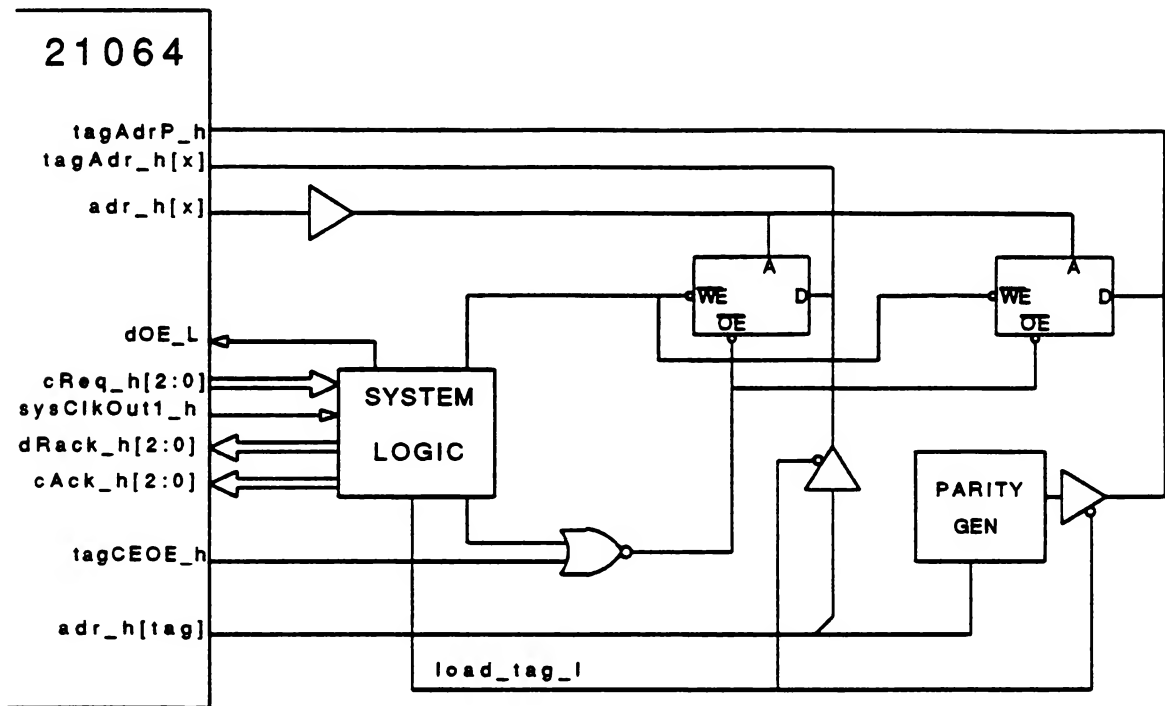 21064
tagAdrP_h
tagAdr_h[x]
adr_h[x]
A
A
WE
D
WE
D
OE
OE
dOE_L
cReq_h[2:0]
sysClkOut1_h
dRack_h[2:0]
cAck_h[2:0]
SYSTEM
LOGIC
PARITY
GEN
tagCEOE_h
adr_h[tag]
load_tag_l